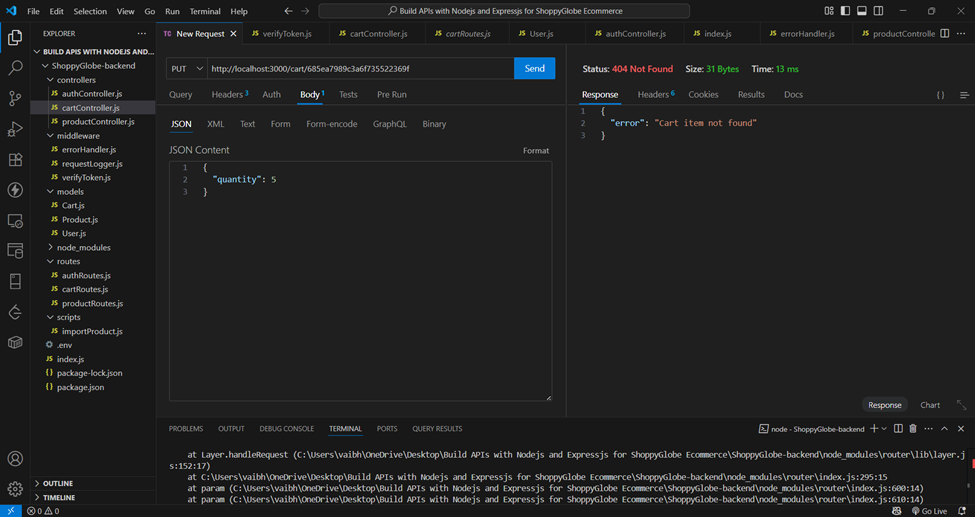 File Edit Selection View Go Run Terminal Help
Build APIs with Nodejs and Expressjs for ShoppyGlobe Ecommerce
EXPLORER
BUILD APIS WITH NODEJS AND...
ShoppyGlobe-backend
controllers
JS authController.js
JS cartController.js
JS productController.js
middleware
JS errorHandler.js
JS requestLogger.js
JS verifyToken.js
models
JS Cart.js
JS Product.js
JS User.js
node_modules
routes
JS authRoutes.js
JS cartRoutes.js
JS productRoutes.js
scripts
JS importProduct.js
.env
JS index.js
{} package-lock.json
{} package.json
OUTLINE
TIMELINE
TC New Request JS verifyToken.js JS cartController.js JS cartRoutes.js JS User.js JS authController.js JS index.js JS errorHandler.js JS productControlle
PUT http://localhost:3000/cart/685ea7989c3a6f735522369f Send
Query Headers 3 Auth Body 1 Tests Pre Run
JSON XML Text Form Form-encode GraphQL Binary
JSON Content Format
1 {
2 "quantity": 5
3 }
Status: 404 Not Found Size: 31 Bytes Time: 13 ms
Response Headers 6 Cookies Results Docs
{}
1 {
2 "error": "Cart item not found"
3 }
Response Chart
PROBLEMS OUTPUT DEBUG CONSOLE TERMINAL PORTS QUERY RESULTS
node - ShoppyGlobe-backend
at Layer.handleRequest (C:\Users\vaibh\OneDrive\Desktop\Build APIs with Nodejs and Expressjs for ShoppyGlobe Ecommerce\ShoppyGlobe-backend\node_modules\router\lib\layer.j
s:152:17)
at C:\Users\vaibh\OneDrive\Desktop\Build APIs with Nodejs and Expressjs for ShoppyGlobe Ecommerce\ShoppyGlobe-backend\node_modules\router\index.js:295:15
at param (C:\Users\vaibh\OneDrive\Desktop\Build APIs with Nodejs and Expressjs for ShoppyGlobe Ecommerce\ShoppyGlobe-backend\node_modules\router\index.js:600:14)
at param (C:\Users\vaibh\OneDrive\Desktop\Build APIs with Nodejs and Expressjs for ShoppyGlobe Ecommerce\ShoppyGlobe-backend\node_modules\router\index.js:610:14)
0 0
Go Live